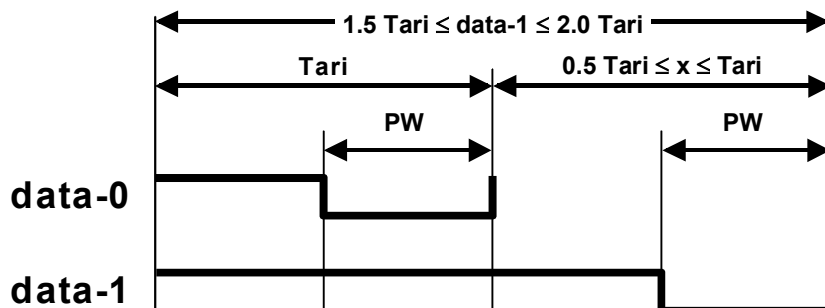 1.5 Tari ≤ data-1 ≤ 2.0 Tari
Tari 0.5 Tari ≤ x ≤ Tari
PW PW
data-0
data-1